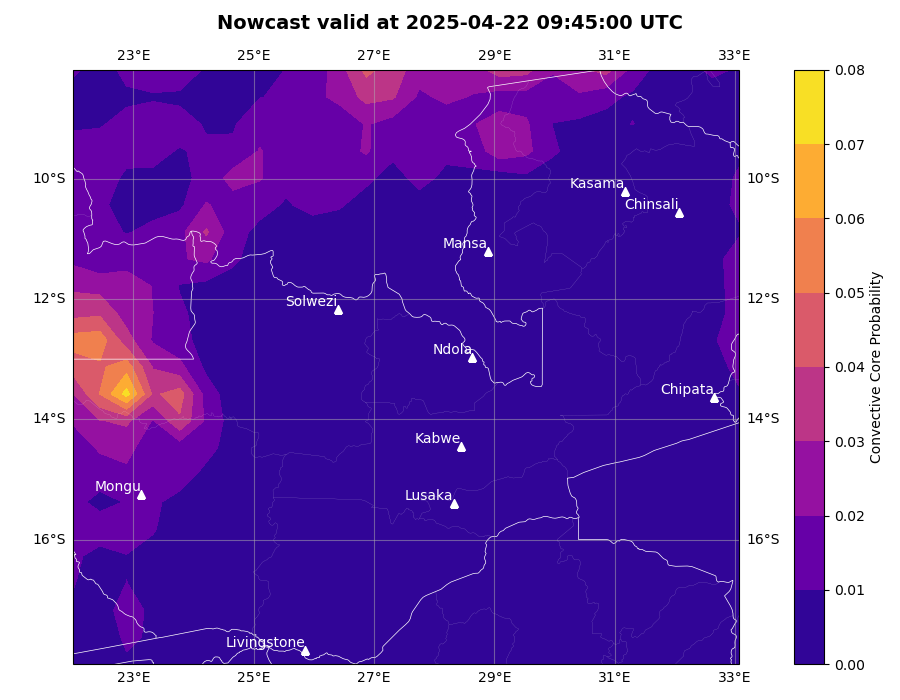 Nowcast valid at 2025-04-22 09:45:00 UTC
23°E 25°E 27°E 29°E 31°E 33°E
0.08
0.07
10°S 10°S
Kasama
Chinsali
0.06
Mansa
0.05
12°S 12°S
Solwezi
Ndola
0.04
Chipata
14°S 14°S
Kabwe
0.03
Mongu
Lusaka
0.02
16°S 16°S
0.01
Livingstone
0.00
23°E 25°E 27°E 29°E 31°E 33°E
Convective Core Probability